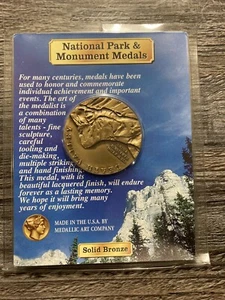 National Park &
Monument Medals
For many centuries, medals have been
used to honor and commemorate
individual achievement and important
events. The art of
the medalist is
a combination
of many
talents - fine
sculpture,
careful
tooling and
die-making,
multiple striking
and hand finishing.
This medal, with its
beautiful lacquered finish, will endure
forever as a lasting memory.
We hope it will bring many
years of enjoyment.
MADE IN THE U.S.A. BY
MEDALLIC ART COMPANY
Solid Bronze